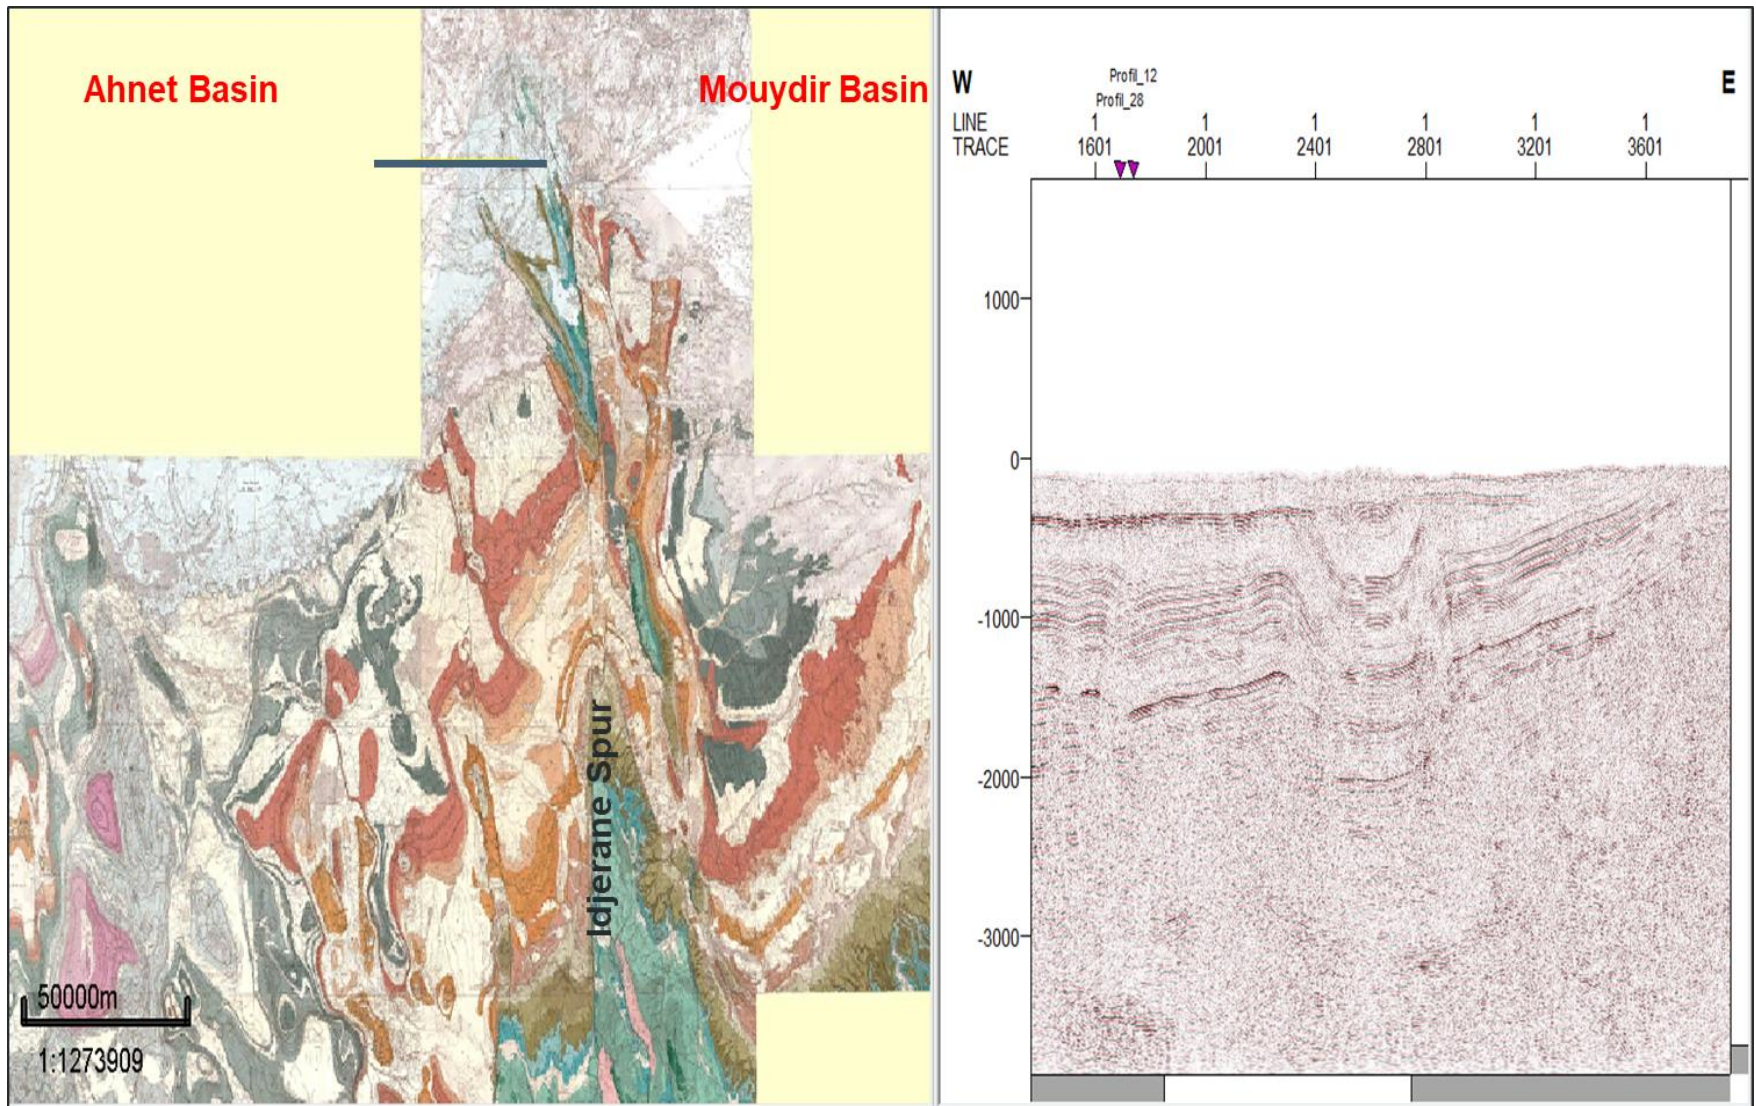 Ahnet Basin
Mouydir Basin
Idjerane Spur
50000m
1:1273909
W
E
Profil_12
Profil_28
LINE 1 1 1 1 1 1
TRACE 1601 2001 2401 2801 3201 3601
1000
0
-1000
-2000
-3000